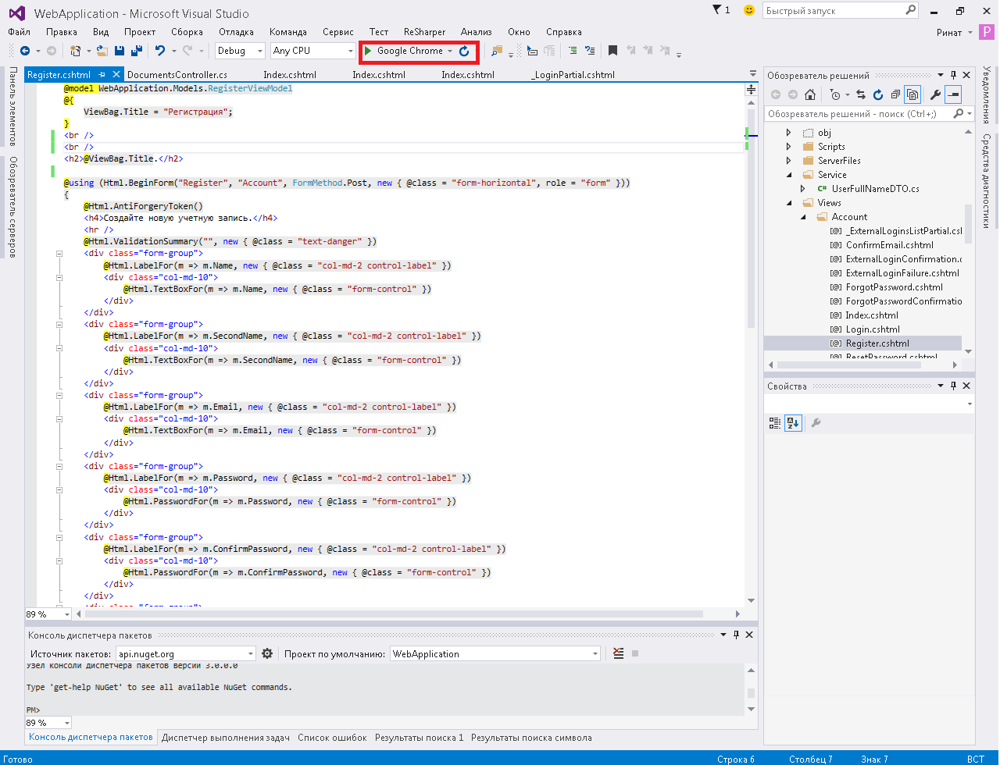 WebApplication - Microsoft Visual Studio
1
Быстрый запуск
Файл Правка Вид Проект Сборка Отладка Команда Сервис Тест ReSharper Анализ Окно Справка
Ринат
P
Debug Any CPU Google Chrome
Панель элементов
Обозреватель серверов
Register.cshtml DocumentsController.cs Index.cshtml Index.cshtml Index.cshtml _LoginPartial.cshtml
@model WebApplication.Models.RegisterViewModel
@{
ViewBag.Title = "Регистрация";
}
<br />
<br />
<h2>@ViewBag.Title.</h2>
@using (Html.BeginForm("Register", "Account", FormMethod.Post, new { @class = "form-horizontal", role = "form" }))
{
@Html.AntiForgeryToken()
<h4>Создайте новую учетную запись.</h4>
<hr />
@Html.ValidationSummary("", new { @class = "text-danger" })
<div class="form-group">
@Html.LabelFor(m => m.Name, new { @class = "col-md-2 control-label" })
<div class="col-md-10">
@Html.TextBoxFor(m => m.Name, new { @class = "form-control" })
</div>
</div>
<div class="form-group">
@Html.LabelFor(m => m.SecondName, new { @class = "col-md-2 control-label" })
<div class="col-md-10">
@Html.TextBoxFor(m => m.SecondName, new { @class = "form-control" })
</div>
</div>
<div class="form-group">
@Html.LabelFor(m => m.Email, new { @class = "col-md-2 control-label" })
<div class="col-md-10">
@Html.TextBoxFor(m => m.Email, new { @class = "form-control" })
</div>
</div>
<div class="form-group">
@Html.LabelFor(m => m.Password, new { @class = "col-md-2 control-label" })
<div class="col-md-10">
@Html.PasswordFor(m => m.Password, new { @class = "form-control" })
</div>
</div>
<div class="form-group">
@Html.LabelFor(m => m.ConfirmPassword, new { @class = "col-md-2 control-label" })
<div class="col-md-10">
@Html.PasswordFor(m => m.ConfirmPassword, new { @class = "form-control" })
</div>
</div>
<div class="form-group">
89 %
Консоль диспетчера пакетов
Источник пакетов: api.nuget.org Проект по умолчанию: WebApplication
Узел консоли диспетчера пакетов версии 3.0.0.0
Type 'get-help NuGet' to see all available NuGet commands.
PM>
89 %
Консоль диспетчера пакетов Диспетчер выполнения задач Список ошибок Результаты поиска 1 Результаты поиска символа
Обозреватель решений
Обозреватель решений - поиск (Ctrl+;)
obj
Scripts
ServerFiles
Service
C# UserFullNameDTO.cs
Views
Account
[@] _ExternalLoginsListPartial.csl
[@] ConfirmEmail.cshtml
[@] ExternalLoginConfirmation.c
[@] ExternalLoginFailure.cshtml
[@] ForgotPassword.cshtml
[@] ForgotPasswordConfirmatio
[@] Index.cshtml
[@] Login.cshtml
[@] Register.cshtml
[@] ResetPassword.cshtml
Свойства
Уведомления
Средства диагностики
Готово Строка 6 Столбец 7 Знак 7 ВСТ